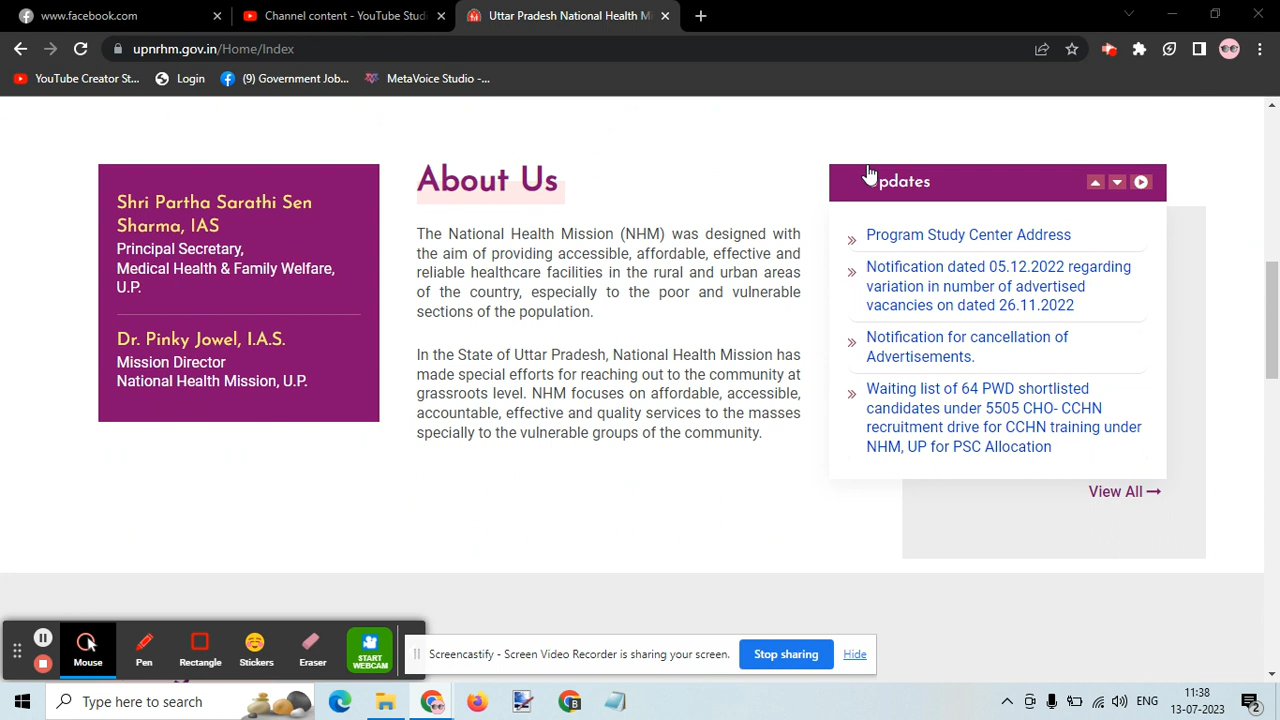 www.facebook.com
Channel content - YouTube Stud
Uttar Pradesh National Health M
upnrhm.gov.in/Home/Index
YouTube Creator St...
Login
(9) Government Job...
MetaVoice Studio -...
Shri Partha Sarathi Sen
Sharma, IAS
Principal Secretary,
Medical Health & Family Welfare,
U.P.
Dr. Pinky Jowel, I.A.S.
Mission Director
National Health Mission, U.P.
About Us
The National Health Mission (NHM) was designed with
the aim of providing accessible, affordable, effective and
reliable healthcare facilities in the rural and urban areas
of the country, especially to the poor and vulnerable
sections of the population.
In the State of Uttar Pradesh, National Health Mission has
made special efforts for reaching out to the community at
grassroots level. NHM focuses on affordable, accessible,
accountable, effective and quality services to the masses
specially to the vulnerable groups of the community.
Updates
Program Study Center Address
Notification dated 05.12.2022 regarding
variation in number of advertised
vacancies on dated 26.11.2022
Notification for cancellation of
Advertisements.
Waiting list of 64 PWD shortlisted
candidates under 5505 CHO- CCHN
recruitment drive for CCHN training under
NHM, UP for PSC Allocation
View All
Mouse
Pen
Rectangle
Stickers
Eraser
START
WEBCAM
Screencastify - Screen Video Recorder is sharing your screen.
Stop sharing
Hide
Type here to search
ENG
11:38
13-07-2023
2